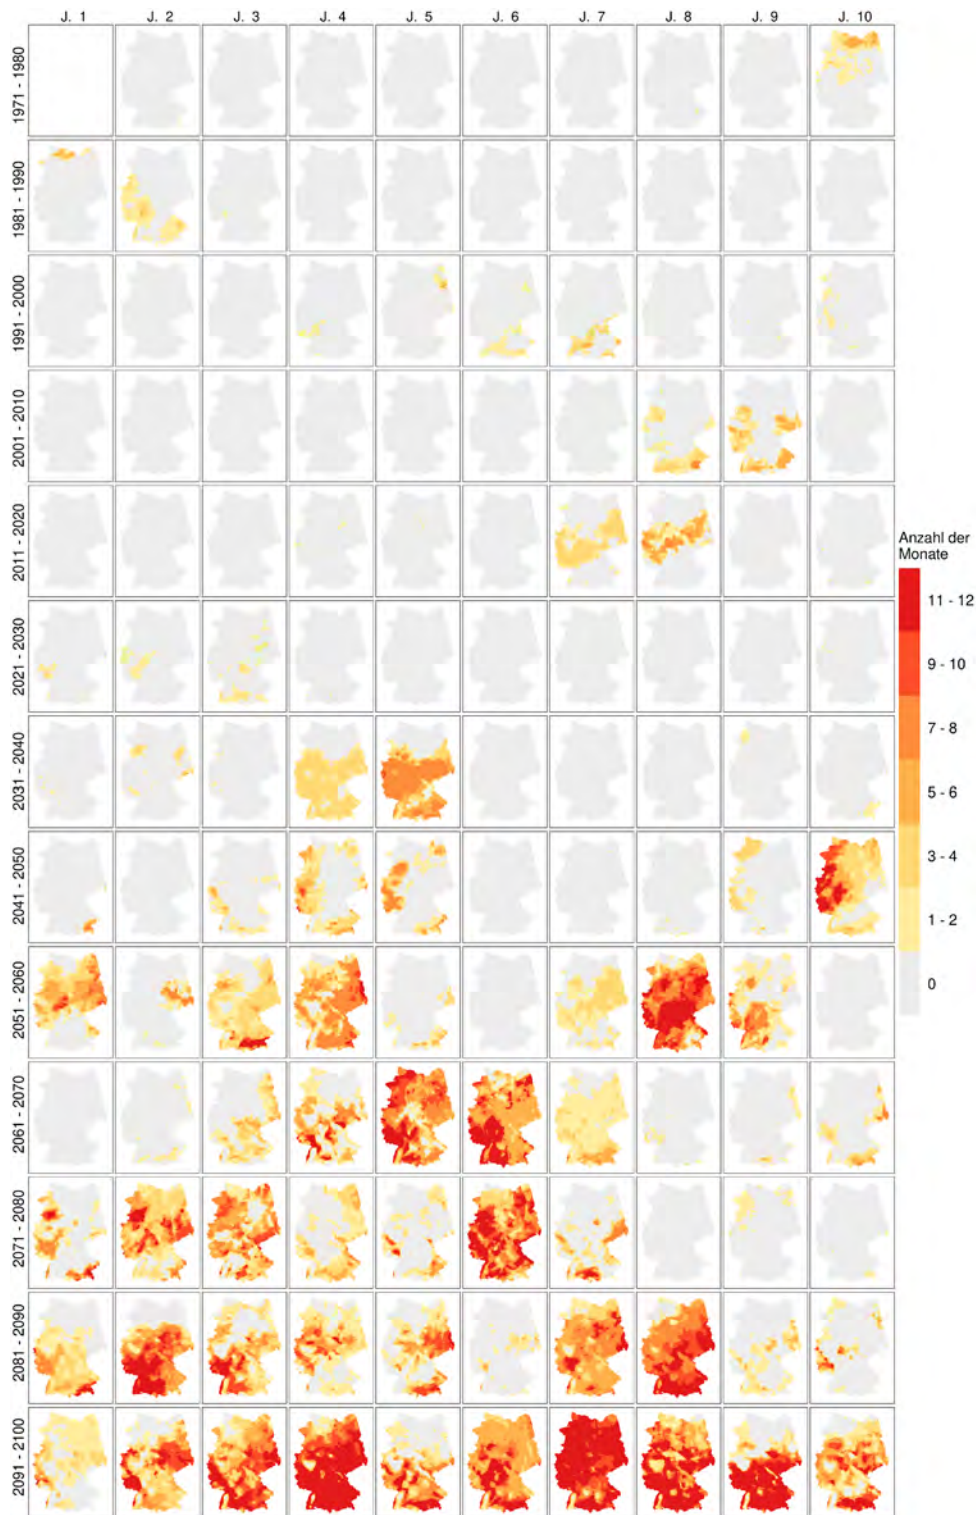 J. 1 J. 2 J. 3 J. 4 J. 5 J. 6 J. 7 J. 8 J. 9 J. 10
1971 - 1980
1981 - 1990
1991 - 2000
2001 - 2010
2011 - 2020
2021 - 2030
2031 - 2040
2041 - 2050
2051 - 2060
2061 - 2070
2071 - 2080
2081 - 2090
2091 - 2100
Anzahl der
Monate
11 - 12
9 - 10
7 - 8
5 - 6
3 - 4
1 - 2
0